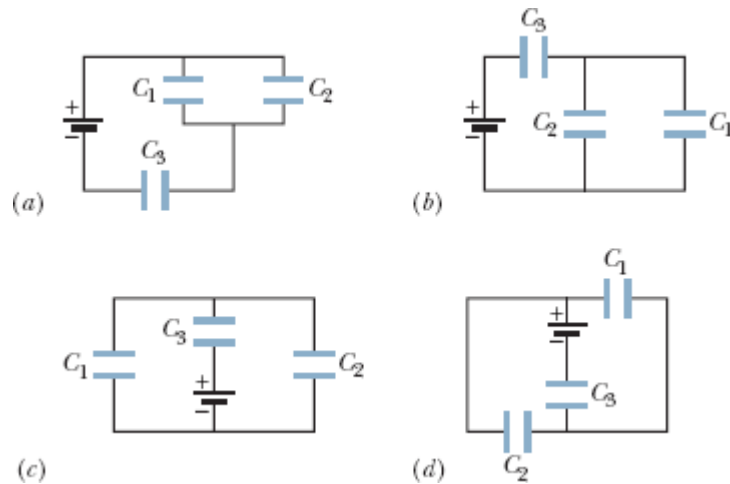 C₃
+
−
C₁
C₂
C₃
(a)
+
−
C₂
C₁
(b)
C₁
C₃
+
−
C₂
(c)
C₁
+
−
C₃
C₂
(d)